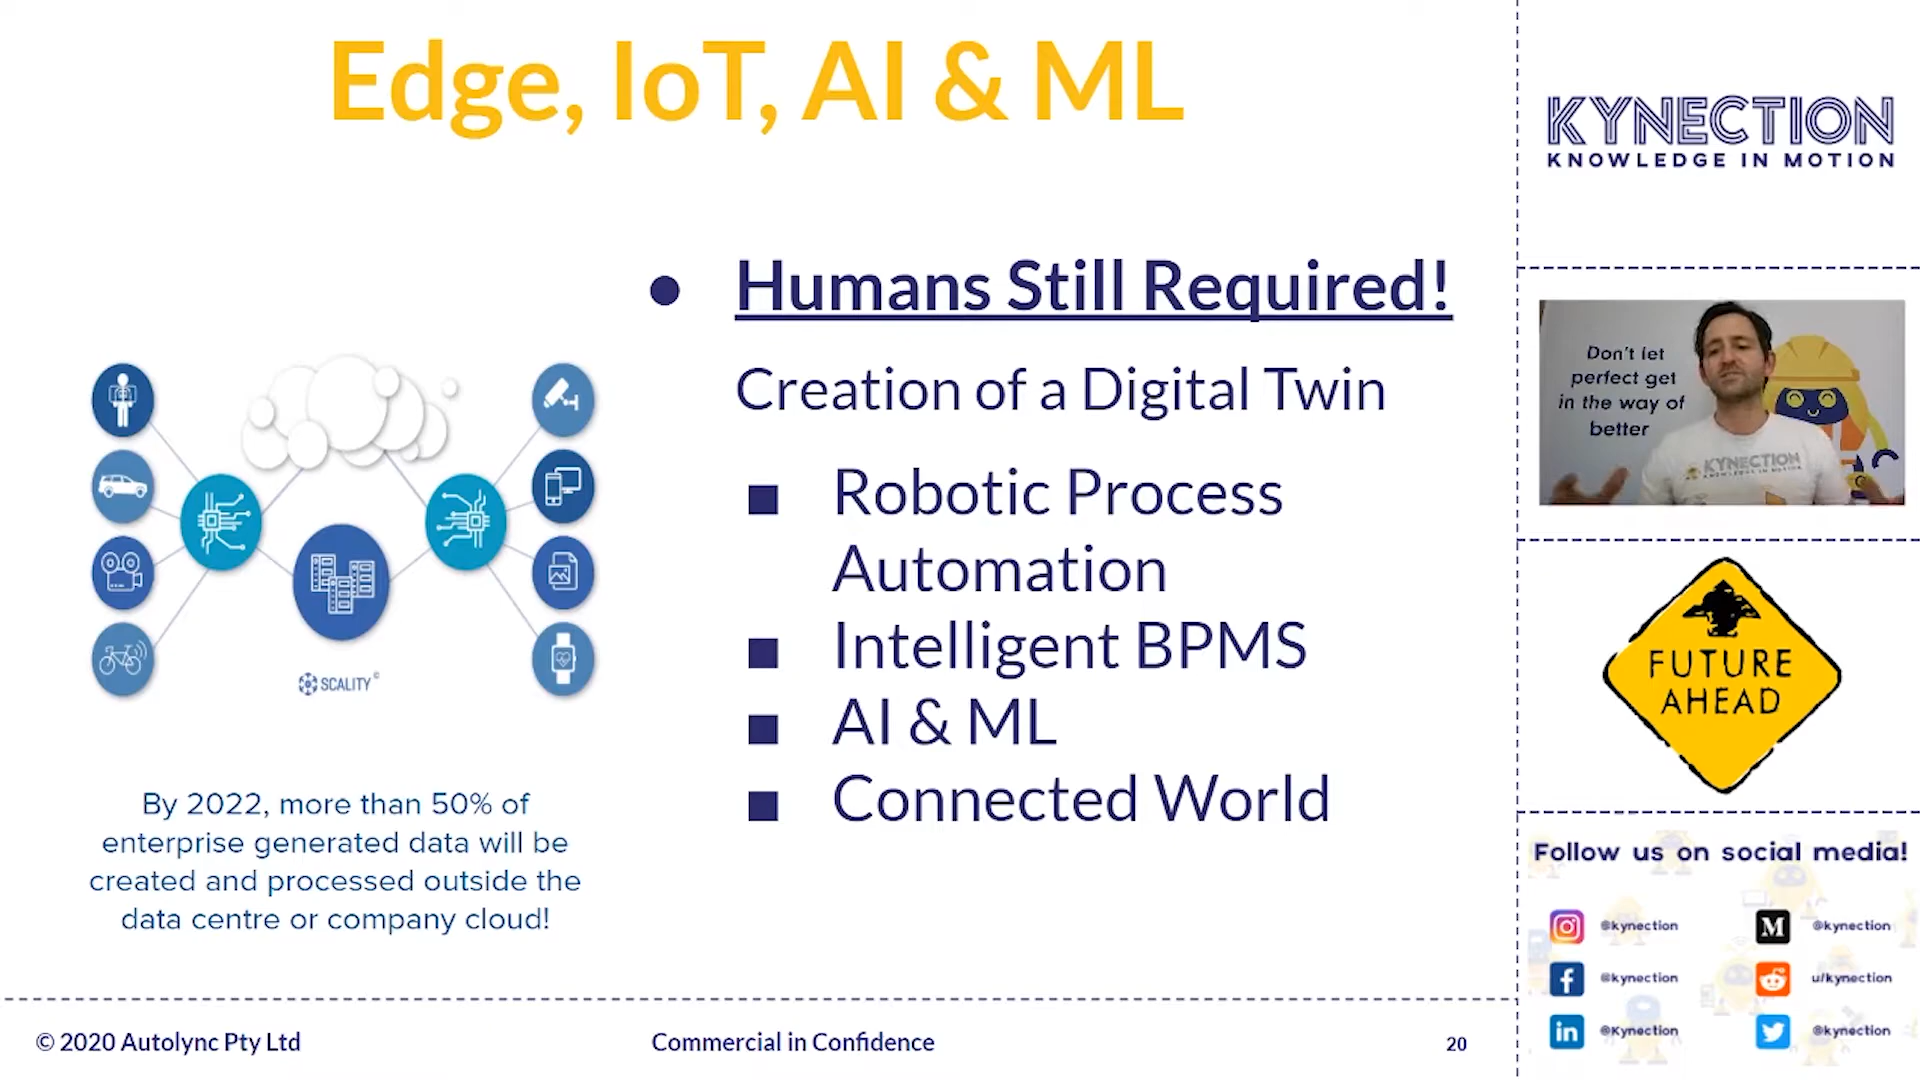 Edge, IoT, AI & ML
● Humans Still Required!
Creation of a Digital Twin
■ Robotic Process
Automation
■ Intelligent BPMS
■ AI & ML
■ Connected World
SCALITY©
By 2022, more than 50% of
enterprise generated data will be
created and processed outside the
data centre or company cloud!
© 2020 Autolync Pty Ltd
Commercial in Confidence
20
KYNECTION
KNOWLEDGE IN MOTION
Don't let
perfect get
in the way of
better
KYNECTION
KNOWLEDGE IN MOTION
FUTURE
AHEAD
Follow us on social media!
@kynection
@kynection
@kynection
u/kynection
@Kynection
@kynection